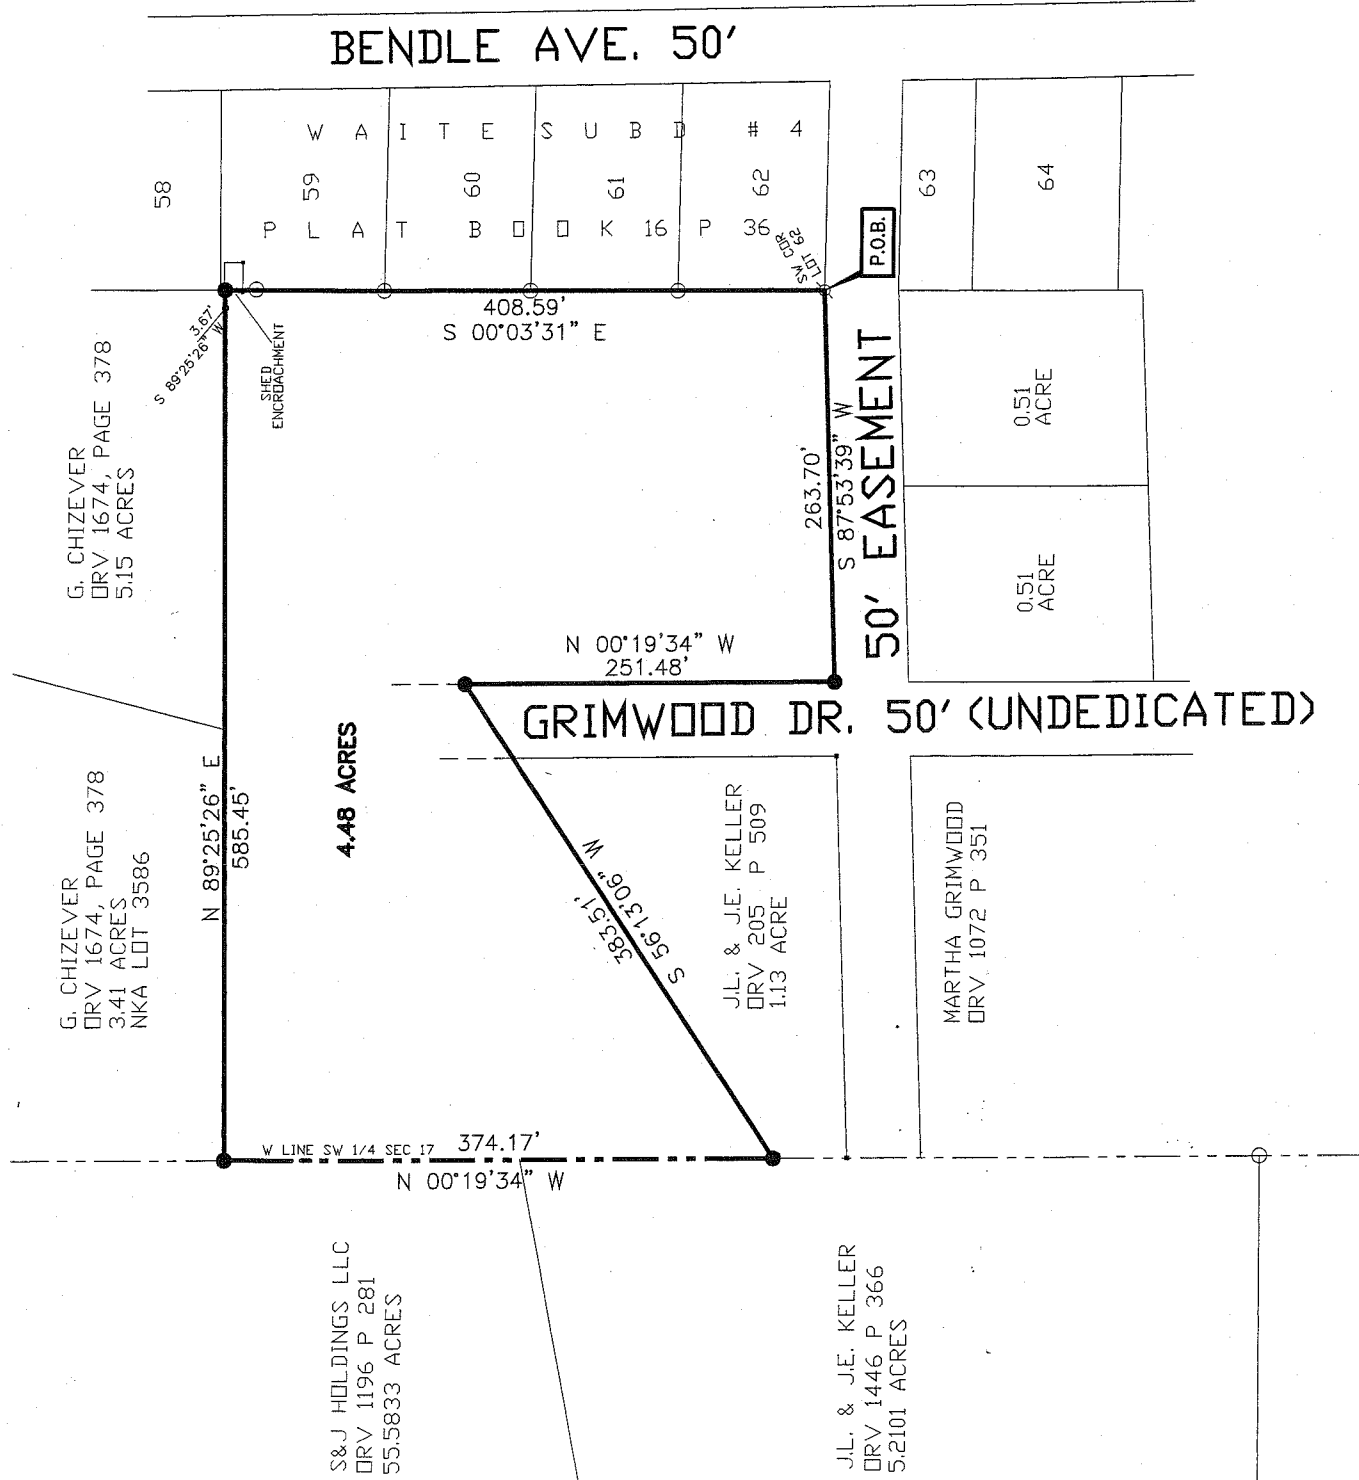 BENDLE AVE. 50'
WAITE SUBD #4
58
59
60
61
62
63
64
PLAT BOOK 16 P 36
SW COR
LOT 62
P.O.B.
408.59'
S 00°03'31" E
3.67'
S 89°25'26" W
SHED
ENCROACHMENT
G. CHIZEVER
ORV 1674, PAGE 378
5.15 ACRES
263.70'
S 87°53'39" W
50' EASEMENT
0.51
ACRE
0.51
ACRE
N 00°19'34" W
251.48'
GRIMWOOD DR. 50' (UNDEDICATED)
4.48 ACRES
N 89°25'26" E
585.45'
G. CHIZEVER
ORV 1674, PAGE 378
3.41 ACRES
NKA LOT 3586
383.51'
S 56°13'06" W
J.L. & J.E. KELLER
ORV 205 P 509
1.13 ACRE
MARTHA GRIMWOOD
ORV 1072 P 351
W LINE SW 1/4 SEC 17
374.17'
N 00°19'34" W
S&J HOLDINGS LLC
ORV 1196 P 281
55.5833 ACRES
J.L. & J.E. KELLER
ORV 1446 P 366
5.2101 ACRES